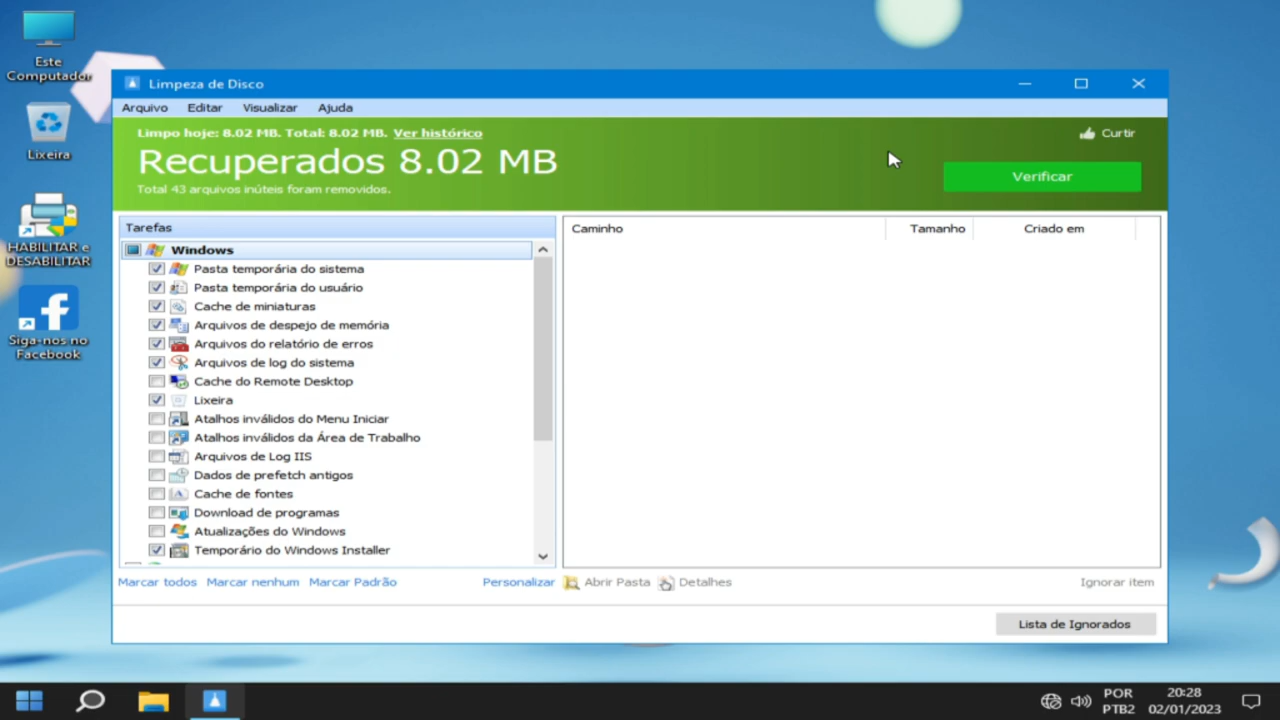 Este
Computador
Lixeira
HABILITAR e
DESABILITAR
Siga-nos no
Facebook
Limpeza de Disco
Arquivo Editar Visualizar Ajuda
Limpo hoje: 8.02 MB. Total: 8.02 MB. Ver histórico
Curtir
Recuperados 8.02 MB
Verificar
Total 43 arquivos inúteis foram removidos.
Tarefas
Caminho Tamanho Criado em
Windows
Pasta temporária do sistema
Pasta temporária do usuário
Cache de miniaturas
Arquivos de despejo de memória
Arquivos do relatório de erros
Arquivos de log do sistema
Cache do Remote Desktop
Lixeira
Atalhos inválidos do Menu Iniciar
Atalhos inválidos da Área de Trabalho
Arquivos de Log IIS
Dados de prefetch antigos
Cache de fontes
Download de programas
Atualizações do Windows
Temporário do Windows Installer
Marcar todos Marcar nenhum Marcar Padrão Personalizar Abrir Pasta Detalhes Ignorar item
Lista de Ignorados
POR 20:28
PTB2 02/01/2023